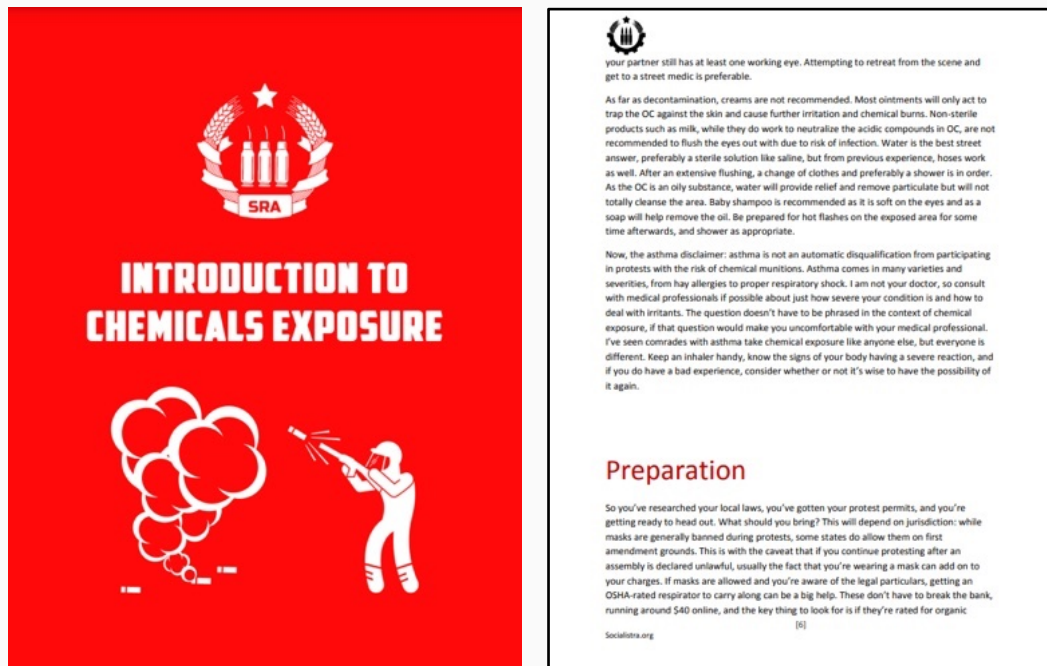 SRA
INTRODUCTION TO
CHEMICALS EXPOSURE
your partner still has at least one working eye. Attempting to retreat from the scene and
get to a street medic is preferable.
As far as decontamination, creams are not recommended. Most ointments will only act to
trap the OC against the skin and cause further irritation and chemical burns. Non-sterile
products such as milk, while they do work to neutralize the acidic compounds in OC, are not
recommended to flush the eyes out with due to risk of infection. Water is the best street
answer, preferably a sterile solution like saline, but from previous experience, hoses work
as well. After an extensive flushing, a change of clothes and preferably a shower is in order.
As the OC is an oily substance, water will provide relief and remove particulate but will not
totally cleanse the area. Baby shampoo is recommended as it is soft on the eyes and as a
soap will help remove the oil. Be prepared for hot flashes on the exposed area for some
time afterwards, and shower as appropriate.
Now, the asthma disclaimer: asthma is not an automatic disqualification from participating
in protests with the risk of chemical munitions. Asthma comes in many varieties and
severities, from hay allergies to proper respiratory shock. I am not your doctor, so consult
with medical professionals if possible about just how severe your condition is and how to
deal with irritants. The question doesn't have to be phrased in the context of chemical
exposure, if that question would make you uncomfortable with your medical professional.
I've seen comrades with asthma take chemical exposure like anyone else, but everyone is
different. Keep an inhaler handy, know the signs of your body having a severe reaction, and
if you do have a bad experience, consider whether or not it's wise to have the possibility of
it again.
Preparation
So you've researched your local laws, you've gotten your protest permits, and you're
getting ready to head out. What should you bring? This will depend on jurisdiction: while
masks are generally banned during protests, some states do allow them on first
amendment grounds. This is with the caveat that if you continue protesting after an
assembly is declared unlawful, usually the fact that you're wearing a mask can add on to
your charges. If masks are allowed and you're aware of the legal particulars, getting an
OSHA-rated respirator to carry along can be a big help. These don't have to break the bank,
running around $40 online, and the key thing to look for is if they're rated for organic
[6]
Socialistra.org